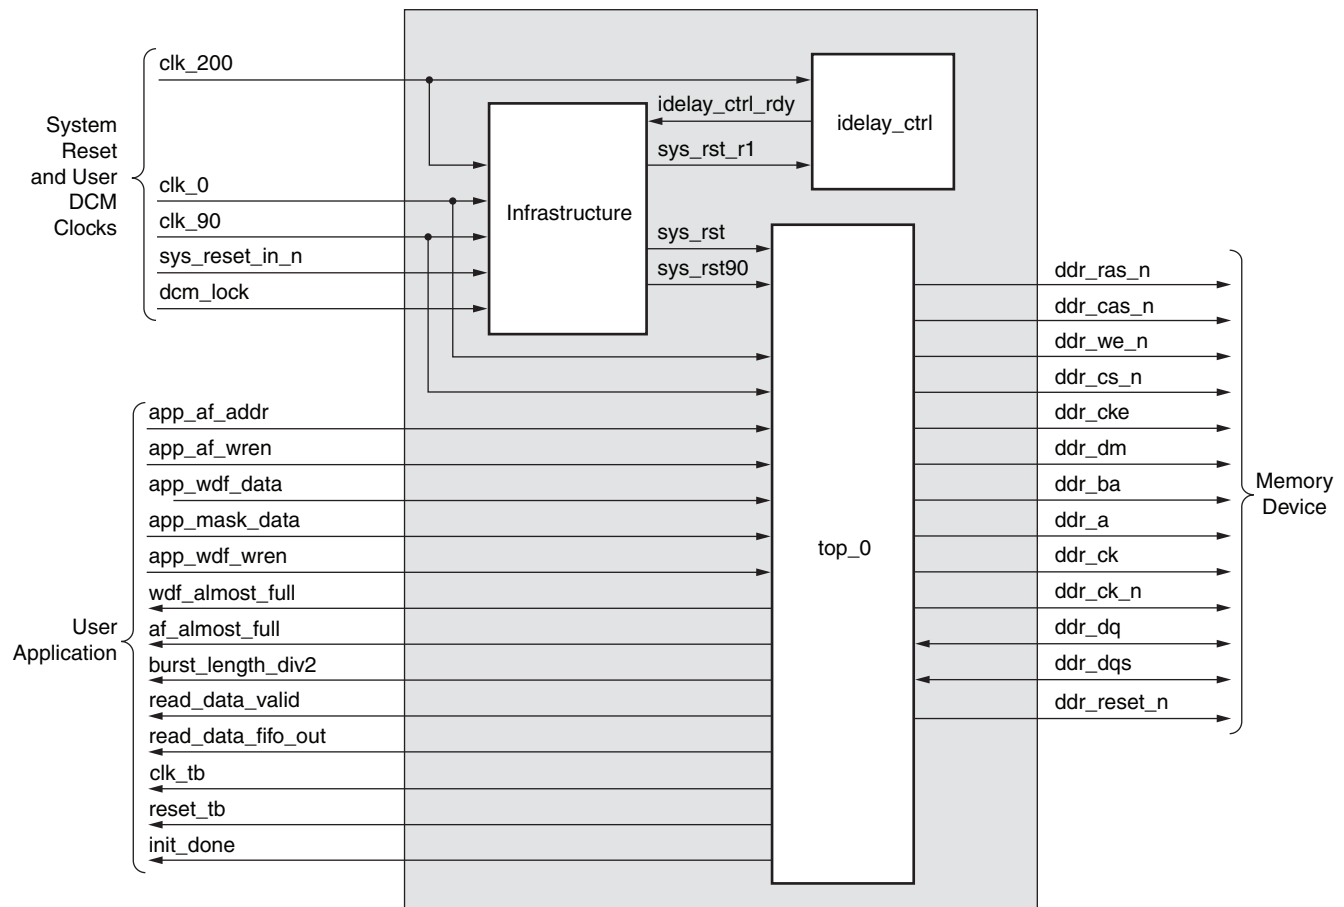 System
Reset
and User
DCM
Clocks
clk_200
clk_0
clk_90
sys_reset_in_n
dcm_lock
Infrastructure
idelay_ctrl_rdy
sys_rst_r1
idelay_ctrl
sys_rst
sys_rst90
User
Application
app_af_addr
app_af_wren
app_wdf_data
app_mask_data
app_wdf_wren
wdf_almost_full
af_almost_full
burst_length_div2
read_data_valid
read_data_fifo_out
clk_tb
reset_tb
init_done
top_0
ddr_ras_n
ddr_cas_n
ddr_we_n
ddr_cs_n
ddr_cke
ddr_dm
ddr_ba
ddr_a
ddr_ck
ddr_ck_n
ddr_dq
ddr_dqs
ddr_reset_n
Memory
Device